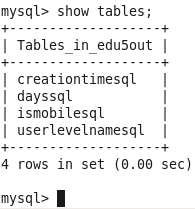 mysql> show tables;
+-------------------+
| Tables_in_edu5out |
+-------------------+
| creationtimesql   |
| dayssql           |
| ismobilesql       |
| userlevelnamesql  |
+-------------------+
4 rows in set (0.00 sec)
mysql>